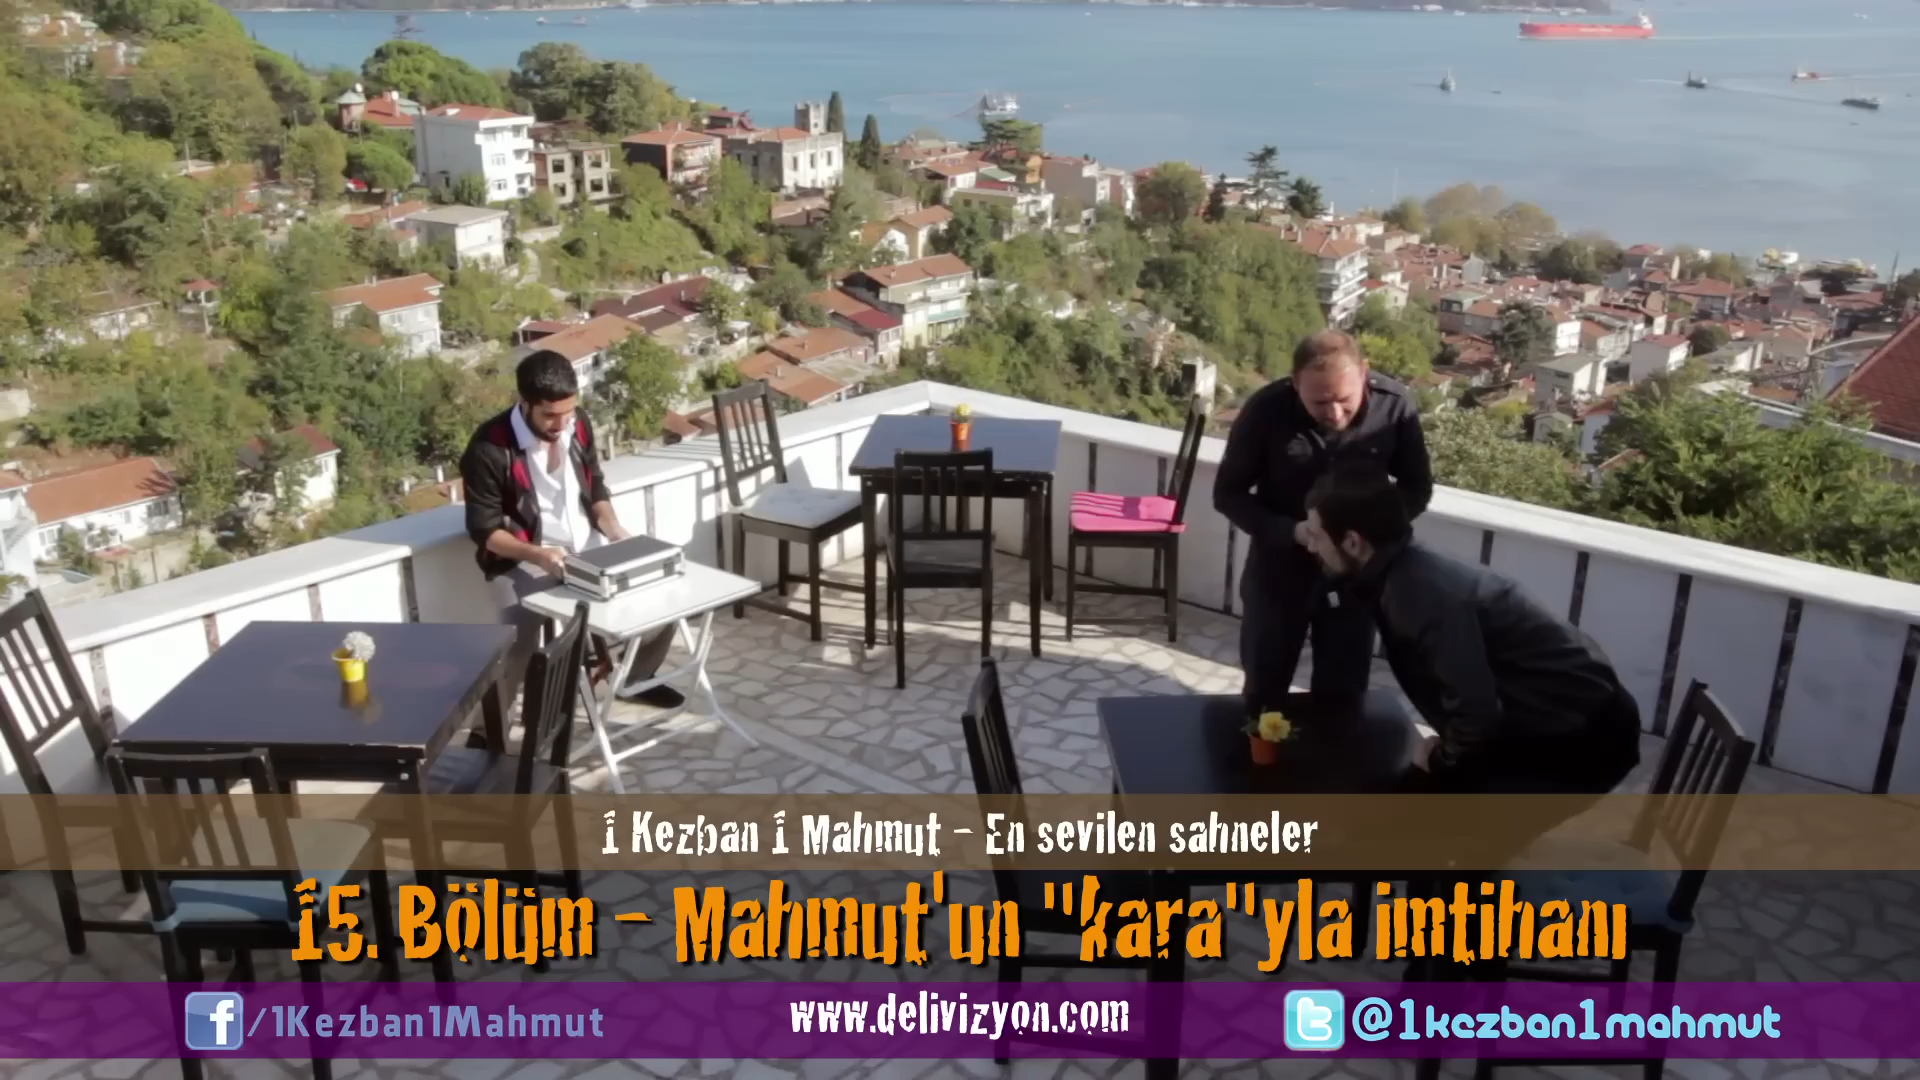 1 Kezban 1 Mahmut - En sevilen sahneler
15. Bölüm - Mahmut'un "kara"yla imtihanı
f/1Kezban1Mahmut
www.delivizyon.com
@1kezban1mahmut